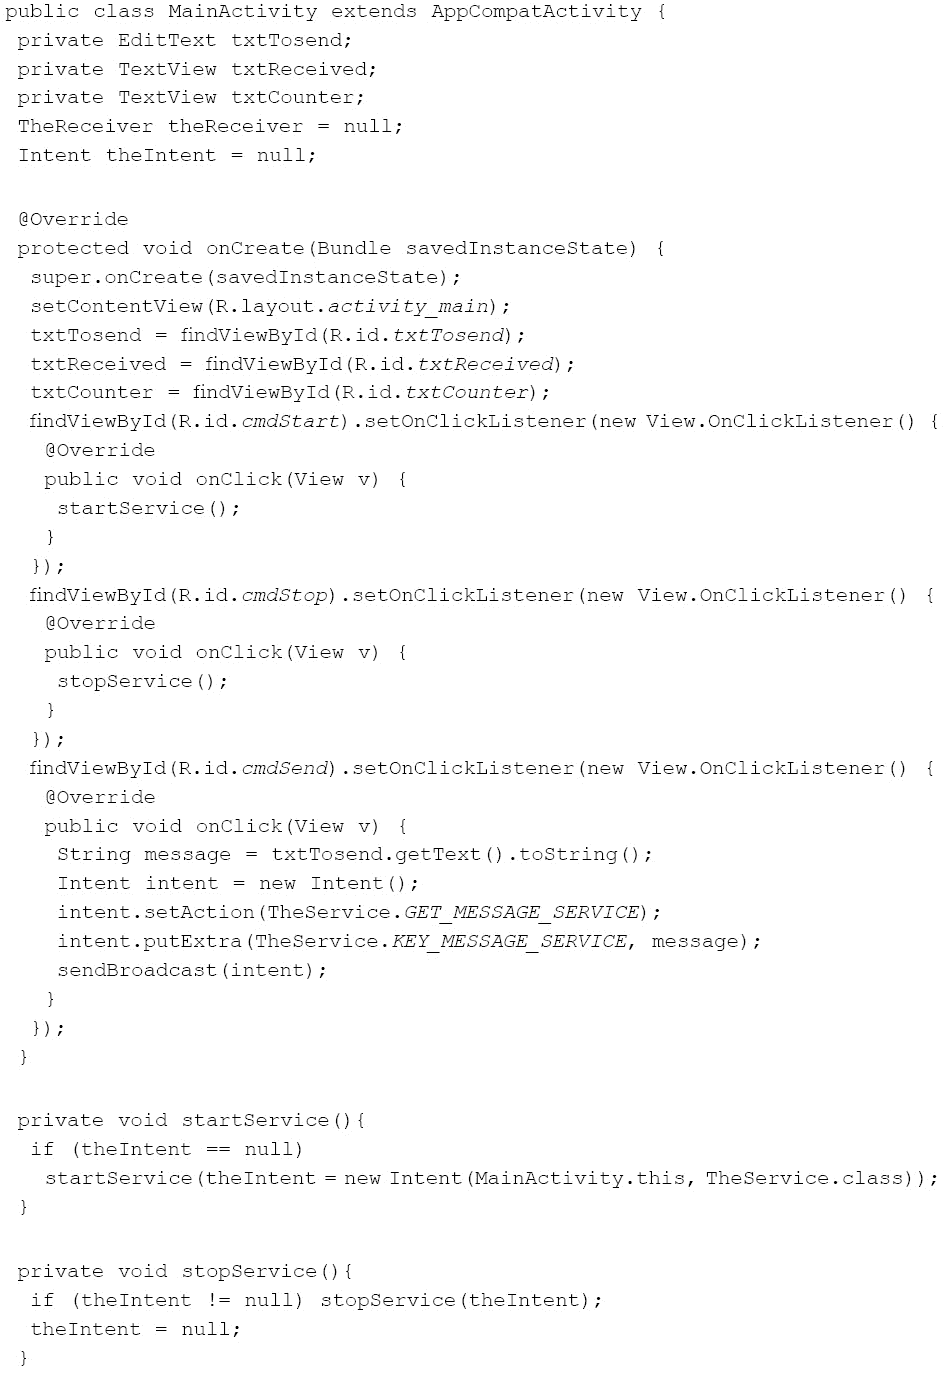 public class MainActivity extends AppCompatActivity {
private EditText txtTosend;
private TextView txtReceived;
private TextView txtCounter;
TheReceiver theReceiver = null;
Intent theIntent = null;
@Override
protected void onCreate(Bundle savedInstanceState) {
super.onCreate(savedInstanceState);
setContentView(R.layout.activity_main);
txtTosend = findViewById(R.id.txtTosend);
txtReceived = findViewById(R.id.txtReceived);
txtCounter = findViewById(R.id.txtCounter);
findViewById(R.id.cmdStart).setOnClickListener(new View.OnClickListener() {
@Override
public void onClick(View v) {
startService();
}
});
findViewById(R.id.cmdStop).setOnClickListener(new View.OnClickListener() {
@Override
public void onClick(View v) {
stopService();
}
});
findViewById(R.id.cmdSend).setOnClickListener(new View.OnClickListener() {
@Override
public void onClick(View v) {
String message = txtTosend.getText().toString();
Intent intent = new Intent();
intent.setAction(TheService.GET_MESSAGE_SERVICE);
intent.putExtra(TheService.KEY_MESSAGE_SERVICE, message);
sendBroadcast(intent);
}
});
}
private void startService(){
if (theIntent == null)
startService(theIntent = new Intent(MainActivity.this, TheService.class));
}
private void stopService(){
if (theIntent != null) stopService(theIntent);
theIntent = null;
}